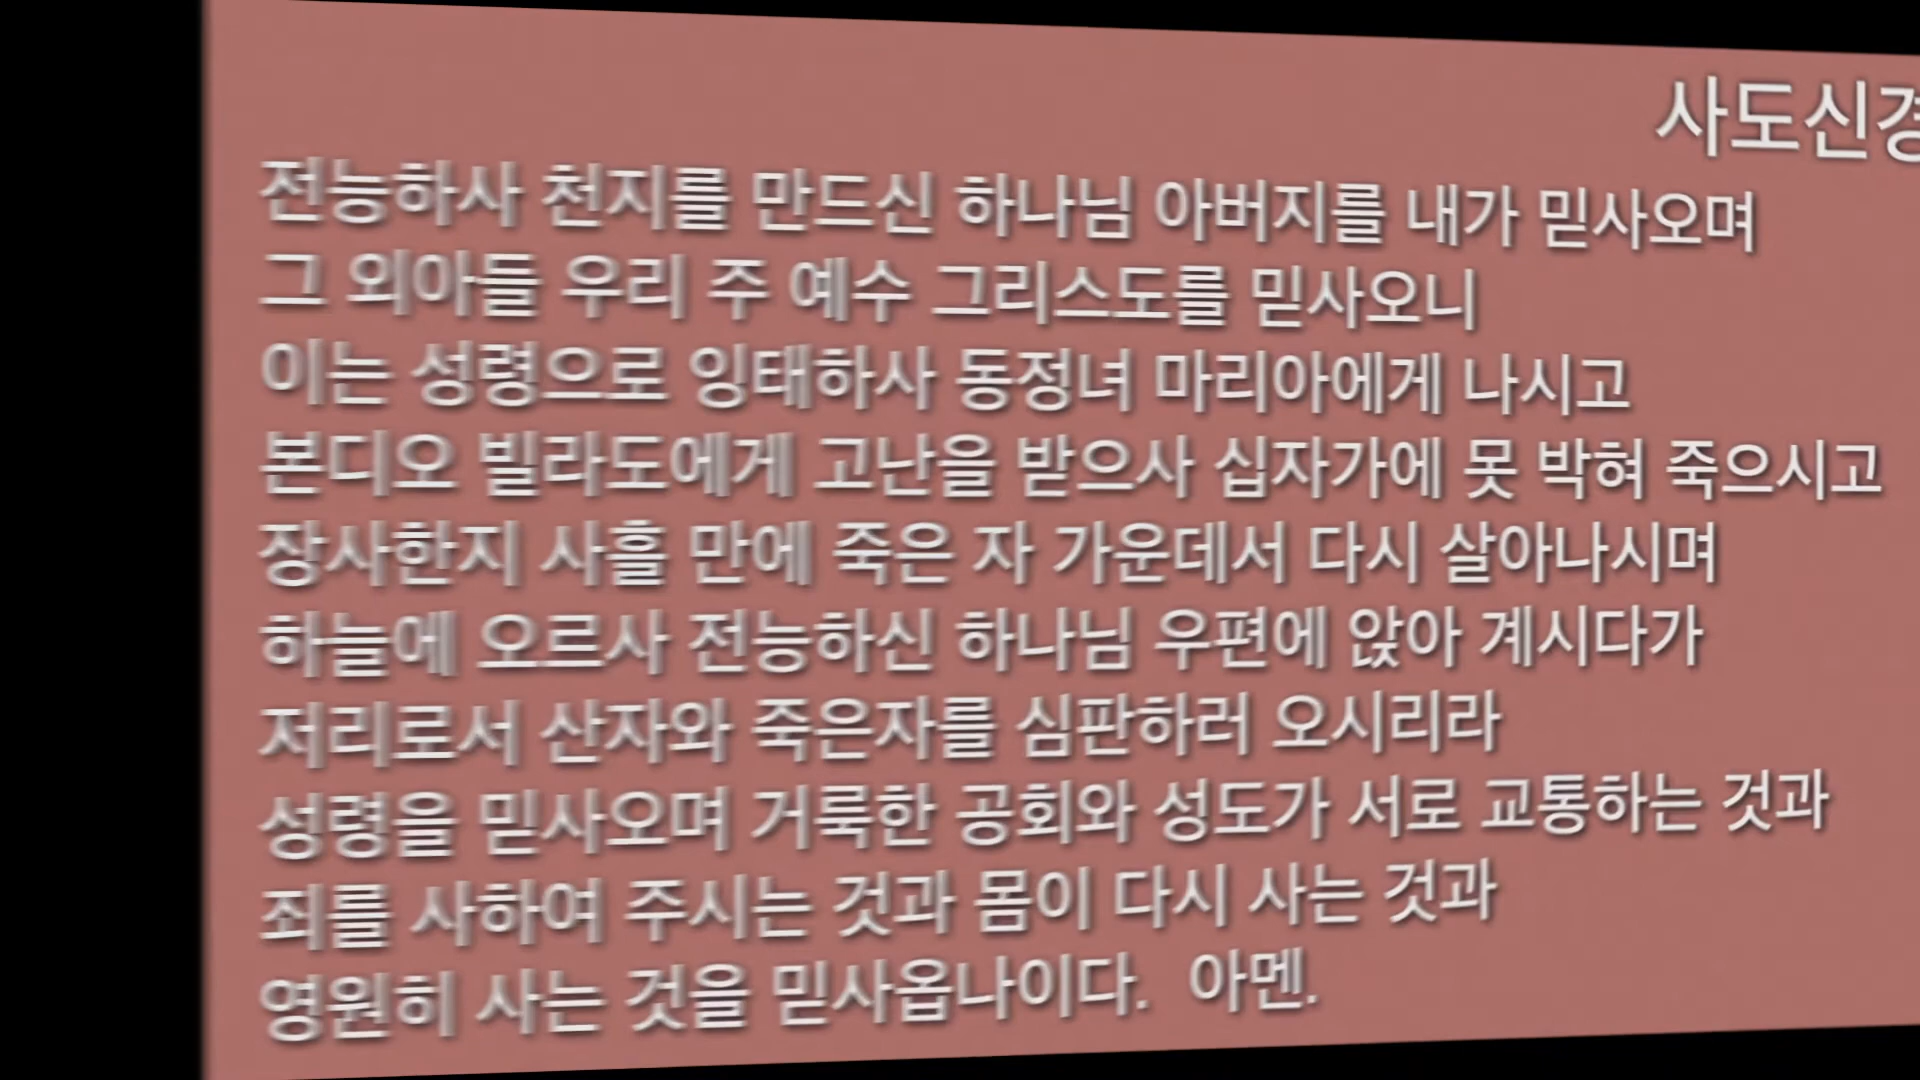 사도신경
전능하사 천지를 만드신 하나님 아버지를 내가 믿사오며
그 외아들 우리 주 예수 그리스도를 믿사오니
이는 성령으로 잉태하사 동정녀 마리아에게 나시고
본디오 빌라도에게 고난을 받으사 십자가에 못 박혀 죽으시고
장사한지 사흘 만에 죽은 자 가운데서 다시 살아나시며
하늘에 오르사 전능하신 하나님 우편에 앉아 계시다가
저리로서 산자와 죽은자를 심판하러 오시리라
성령을 믿사오며 거룩한 공회와 성도가 서로 교통하는 것과
죄를 사하여 주시는 것과 몸이 다시 사는 것과
영원히 사는 것을 믿사옵나이다. 아멘.